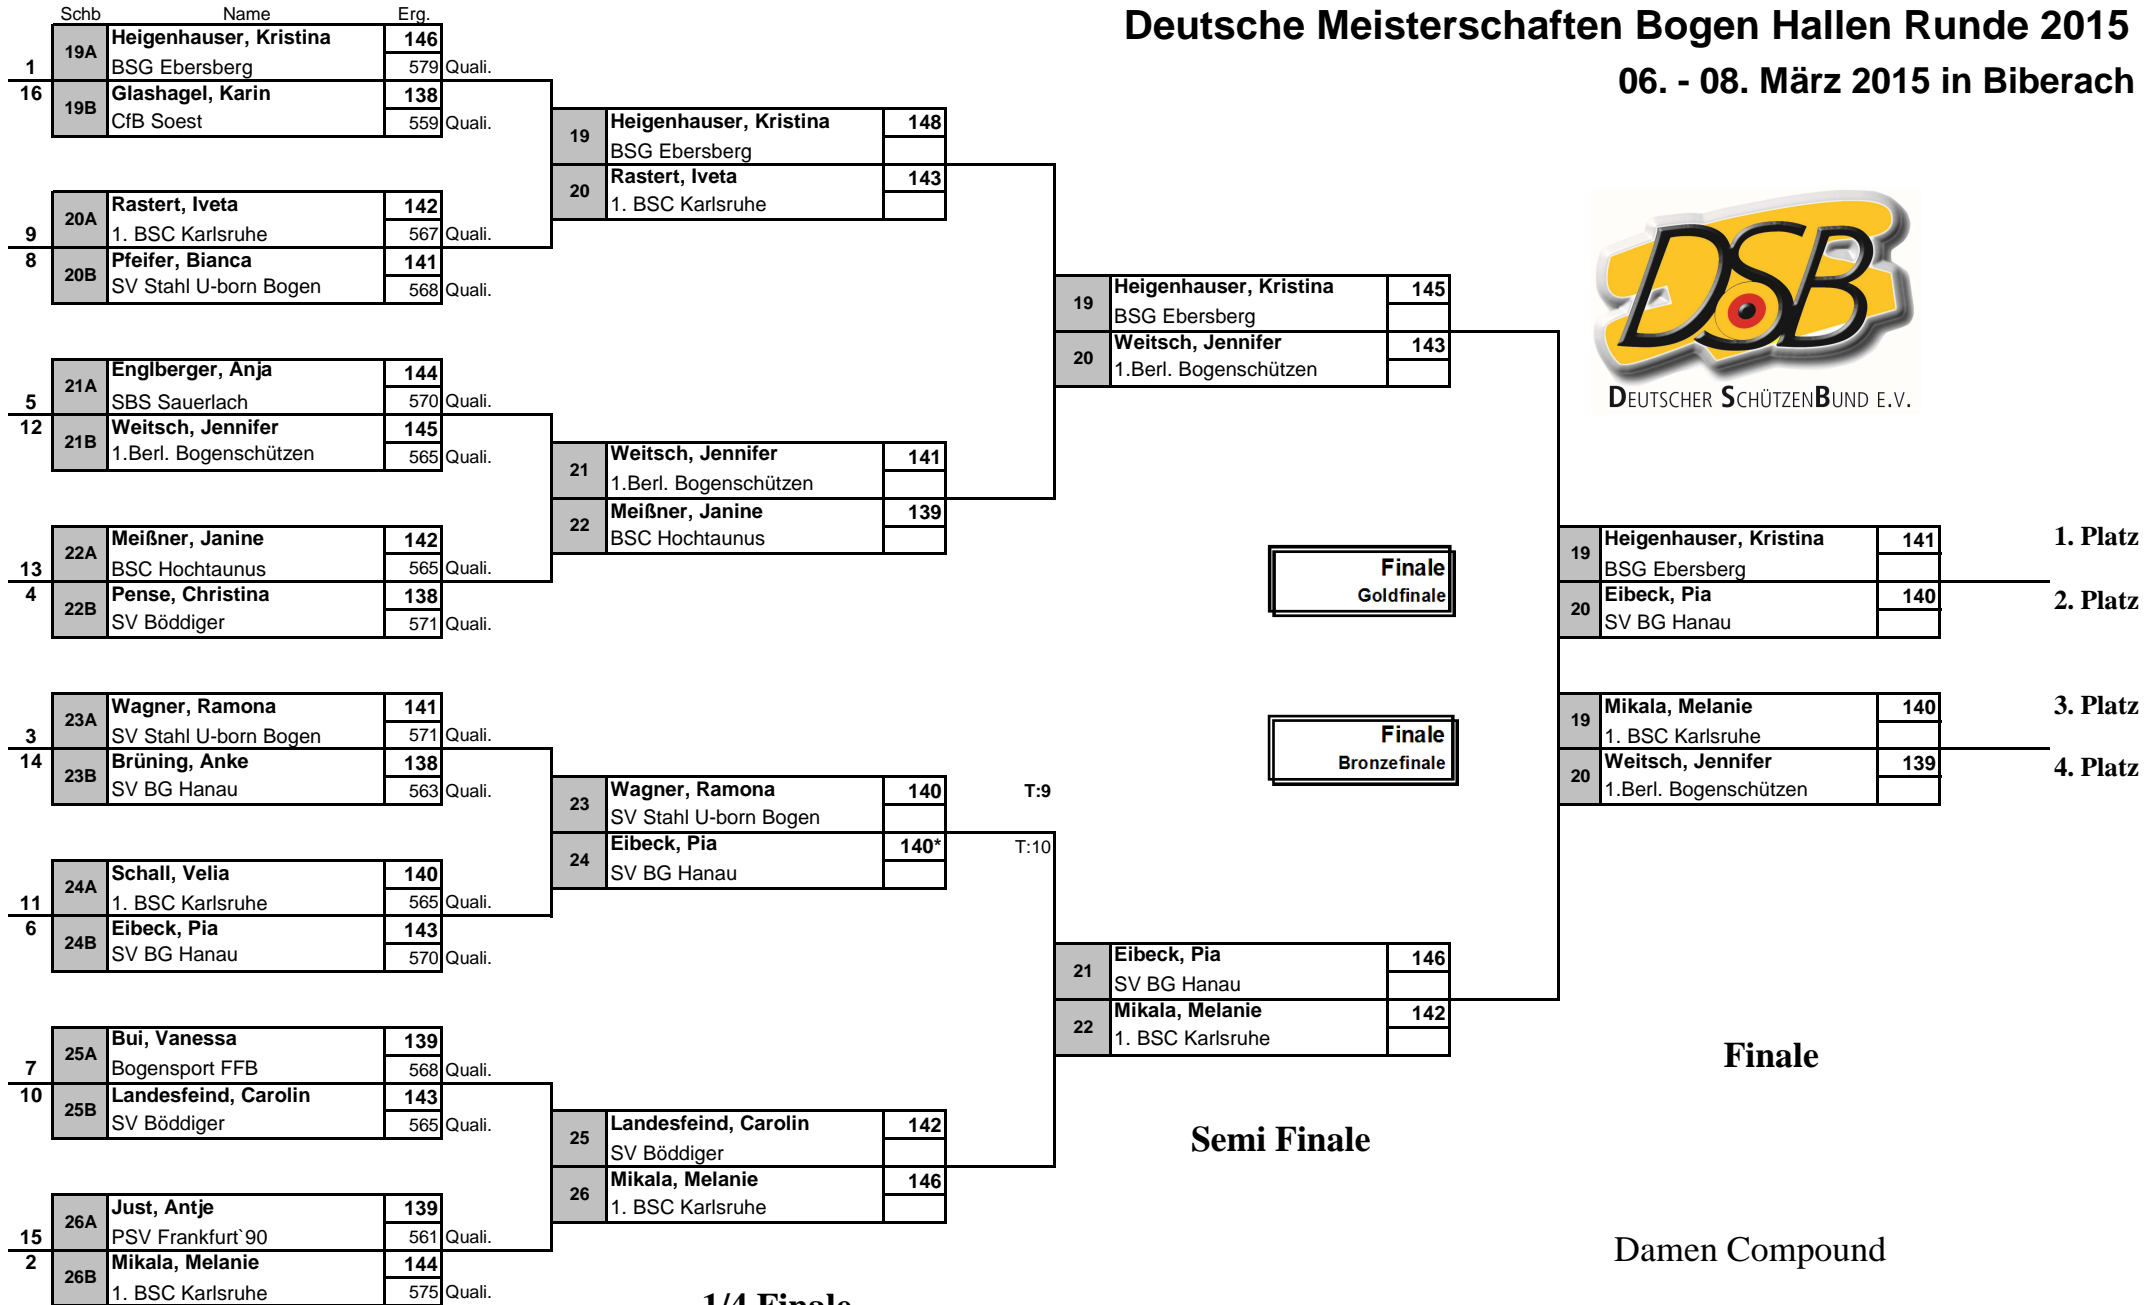 Deutsche Meisterschaften Bogen Hallen Runde 2015
06. - 08. März 2015 in Biberach
Schb Name Erg.
19A Heigenhauser, Kristina 146
1 BSG Ebersberg 579 Quali.
16 19B Glashagel, Karin 138
CfB Soest 559 Quali.
20A Rastert, Iveta 142
9 1. BSC Karlsruhe 567 Quali.
8 20B Pfeifer, Bianca 141
SV Stahl U-born Bogen 568 Quali.
21A Englberger, Anja 144
5 SBS Sauerlach 570 Quali.
12 21B Weitsch, Jennifer 145
1.Berl. Bogenschützen 565 Quali.
22A Meißner, Janine 142
13 BSC Hochtaunus 565 Quali.
4 22B Pense, Christina 138
SV Böddiger 571 Quali.
23A Wagner, Ramona 141
3 SV Stahl U-born Bogen 571 Quali.
14 23B Brüning, Anke 138
SV BG Hanau 563 Quali.
24A Schall, Velia 140
11 1. BSC Karlsruhe 565 Quali.
6 24B Eibeck, Pia 143
SV BG Hanau 570 Quali.
25A Bui, Vanessa 139
7 Bogensport FFB 568 Quali.
10 25B Landesfeind, Carolin 143
SV Böddiger 565 Quali.
26A Just, Antje 139
15 PSV Frankfurt`90 561 Quali.
2 26B Mikala, Melanie 144
1. BSC Karlsruhe 575 Quali.
19 Heigenhauser, Kristina 148
BSG Ebersberg
20 Rastert, Iveta 143
1. BSC Karlsruhe
21 Weitsch, Jennifer 141
1.Berl. Bogenschützen
22 Meißner, Janine 139
BSC Hochtaunus
23 Wagner, Ramona 140 T:9
SV Stahl U-born Bogen
24 Eibeck, Pia 140* T:10
SV BG Hanau
25 Landesfeind, Carolin 142
SV Böddiger
26 Mikala, Melanie 146
1. BSC Karlsruhe
1/4 Finale
19 Heigenhauser, Kristina 145
BSG Ebersberg
20 Weitsch, Jennifer 143
1.Berl. Bogenschützen
21 Eibeck, Pia 146
SV BG Hanau
22 Mikala, Melanie 142
1. BSC Karlsruhe
Semi Finale
DSB
DEUTSCHER SCHÜTZENBUND E.V.
Finale
Goldfinale
19 Heigenhauser, Kristina 141 1. Platz
BSG Ebersberg
20 Eibeck, Pia 140 2. Platz
SV BG Hanau
Finale
Bronzefinale
19 Mikala, Melanie 140 3. Platz
1. BSC Karlsruhe
20 Weitsch, Jennifer 139 4. Platz
1.Berl. Bogenschützen
Finale
Damen Compound